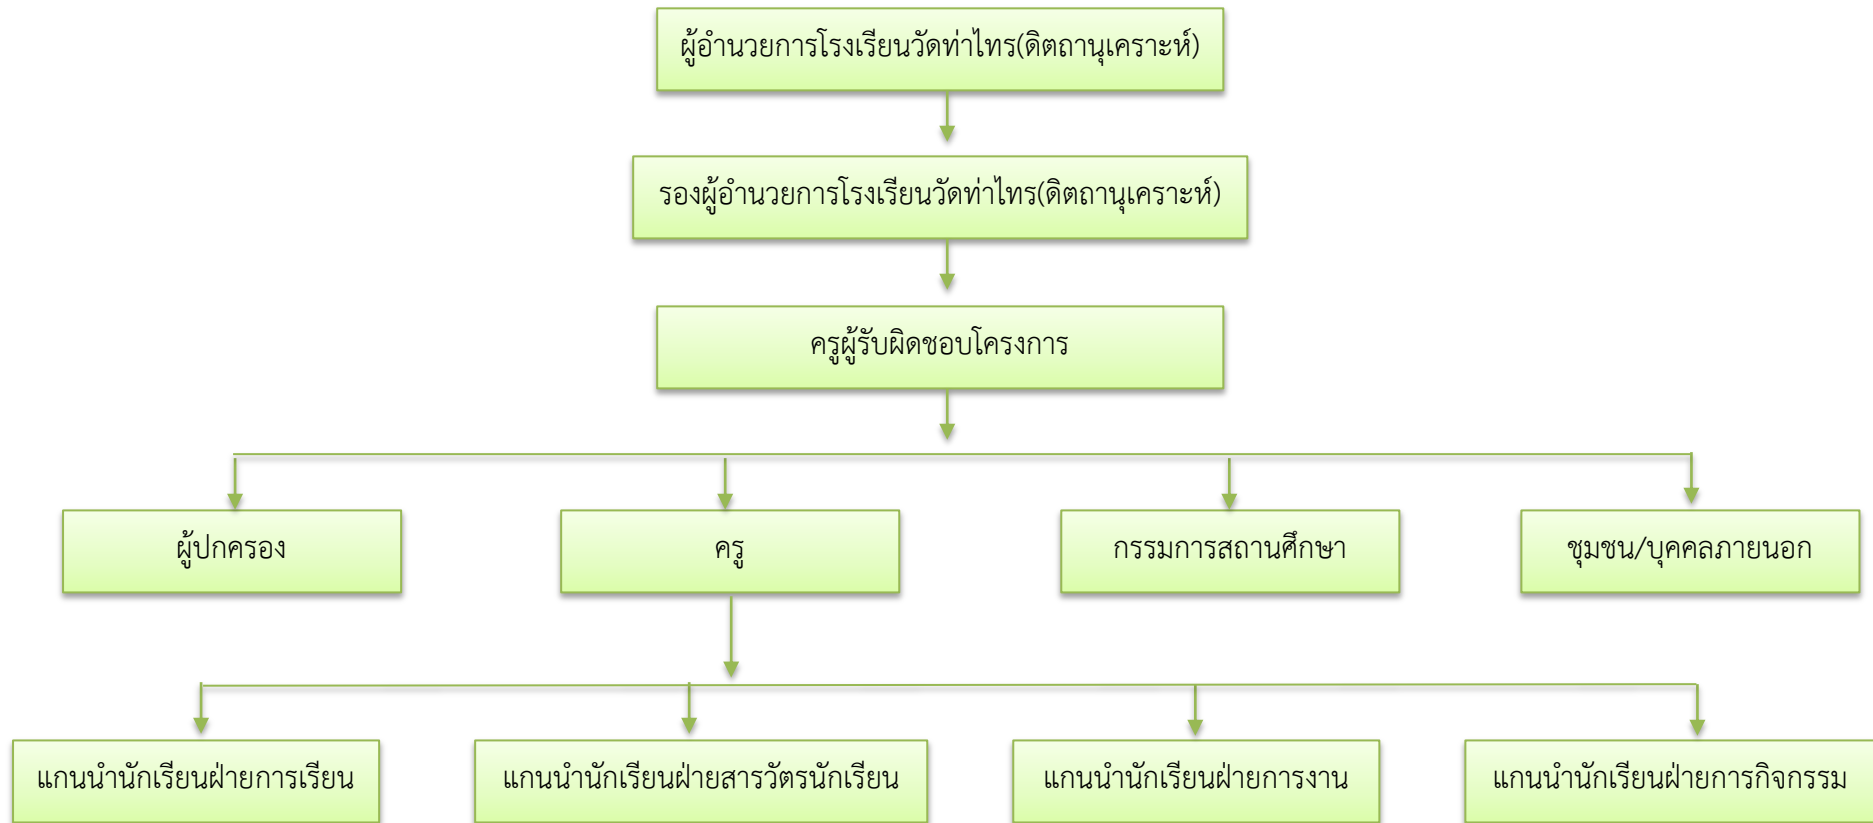 ผู้อำนวยการโรงเรียนวัดท่าไทร(ดิตถานุเคราะห์)
รองผู้อำนวยการโรงเรียนวัดท่าไทร(ดิตถานุเคราะห์)
ครูผู้รับผิดชอบโครงการ
ผู้ปกครอง
ครู
กรรมการสถานศึกษา
ชุมชน/บุคคลภายนอก
แกนนำนักเรียนฝ่ายการเรียน
แกนนำนักเรียนฝ่ายสารวัตรนักเรียน
แกนนำนักเรียนฝ่ายการงาน
แกนนำนักเรียนฝ่ายการกิจกรรม